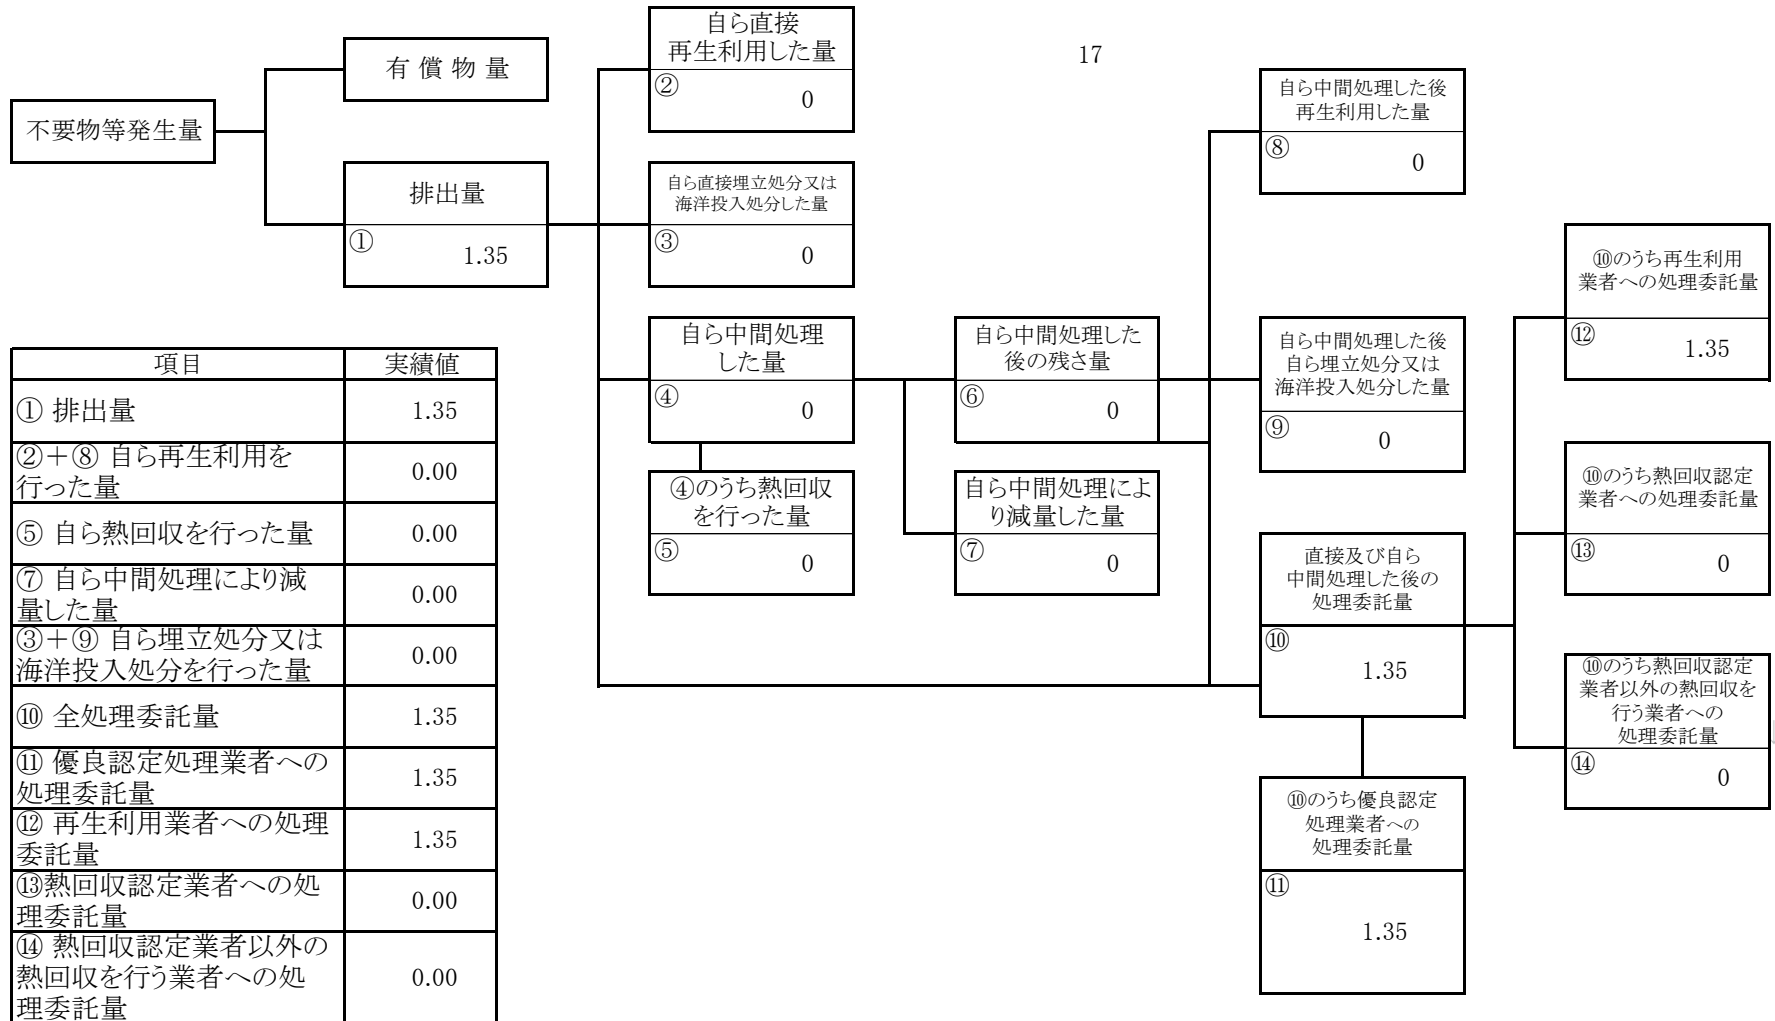 17
不要物等発生量
有 償 物 量
排出量
①
1.35
自ら直接
再生利用した量
②
0
自ら直接埋立処分又は
海洋投入処分した量
③
0
自ら中間処理
した量
④
0
④のうち熱回収
を行った量
⑤
0
自ら中間処理した
後の残さ量
⑥
0
自ら中間処理によ
り減量した量
⑦
0
自ら中間処理した後
再生利用した量
⑧
0
自ら中間処理した後
自ら埋立処分又は
海洋投入処分した量
⑨
0
直接及び自ら
中間処理した後の
処理委託量
⑩
1.35
⑩のうち優良認定
処理業者への
処理委託量
⑪
1.35
⑩のうち再生利用
業者への処理委託量
⑫
1.35
⑩のうち熱回収認定
業者への処理委託量
⑬
0
⑩のうち熱回収認定
業者以外の熱回収を
行う業者への
処理委託量
⑭
0
項目 実績値
① 排出量 1.35
②＋⑧ 自ら再生利用を
行った量 0.00
⑤ 自ら熱回収を行った量 0.00
⑦ 自ら中間処理により減
量した量 0.00
③＋⑨ 自ら埋立処分又は
海洋投入処分を行った量 0.00
⑩ 全処理委託量 1.35
⑪ 優良認定処理業者への
処理委託量 1.35
⑫ 再生利用業者への処理
委託量 1.35
⑬熱回収認定業者への処
理委託量 0.00
⑭ 熱回収認定業者以外の
熱回収を行う業者への処
理委託量 0.00